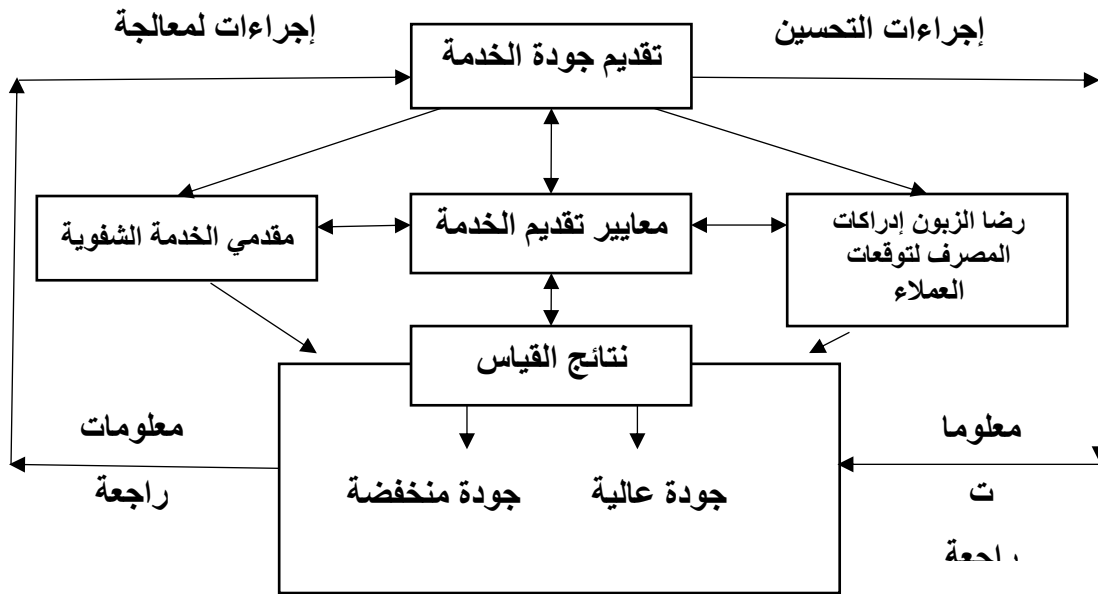 إجراءات التحسين
تقديم جودة الخدمة
إجراءات لمعالجة
رضا الزبون إدراكات
المصرف لتوقعات
العملاء
معايير تقديم الخدمة
مقدمي الخدمة الشفوية
نتائج القياس
معلوما
ت
راجعة
جودة عالية
جودة منخفضة
معلومات
راجعة